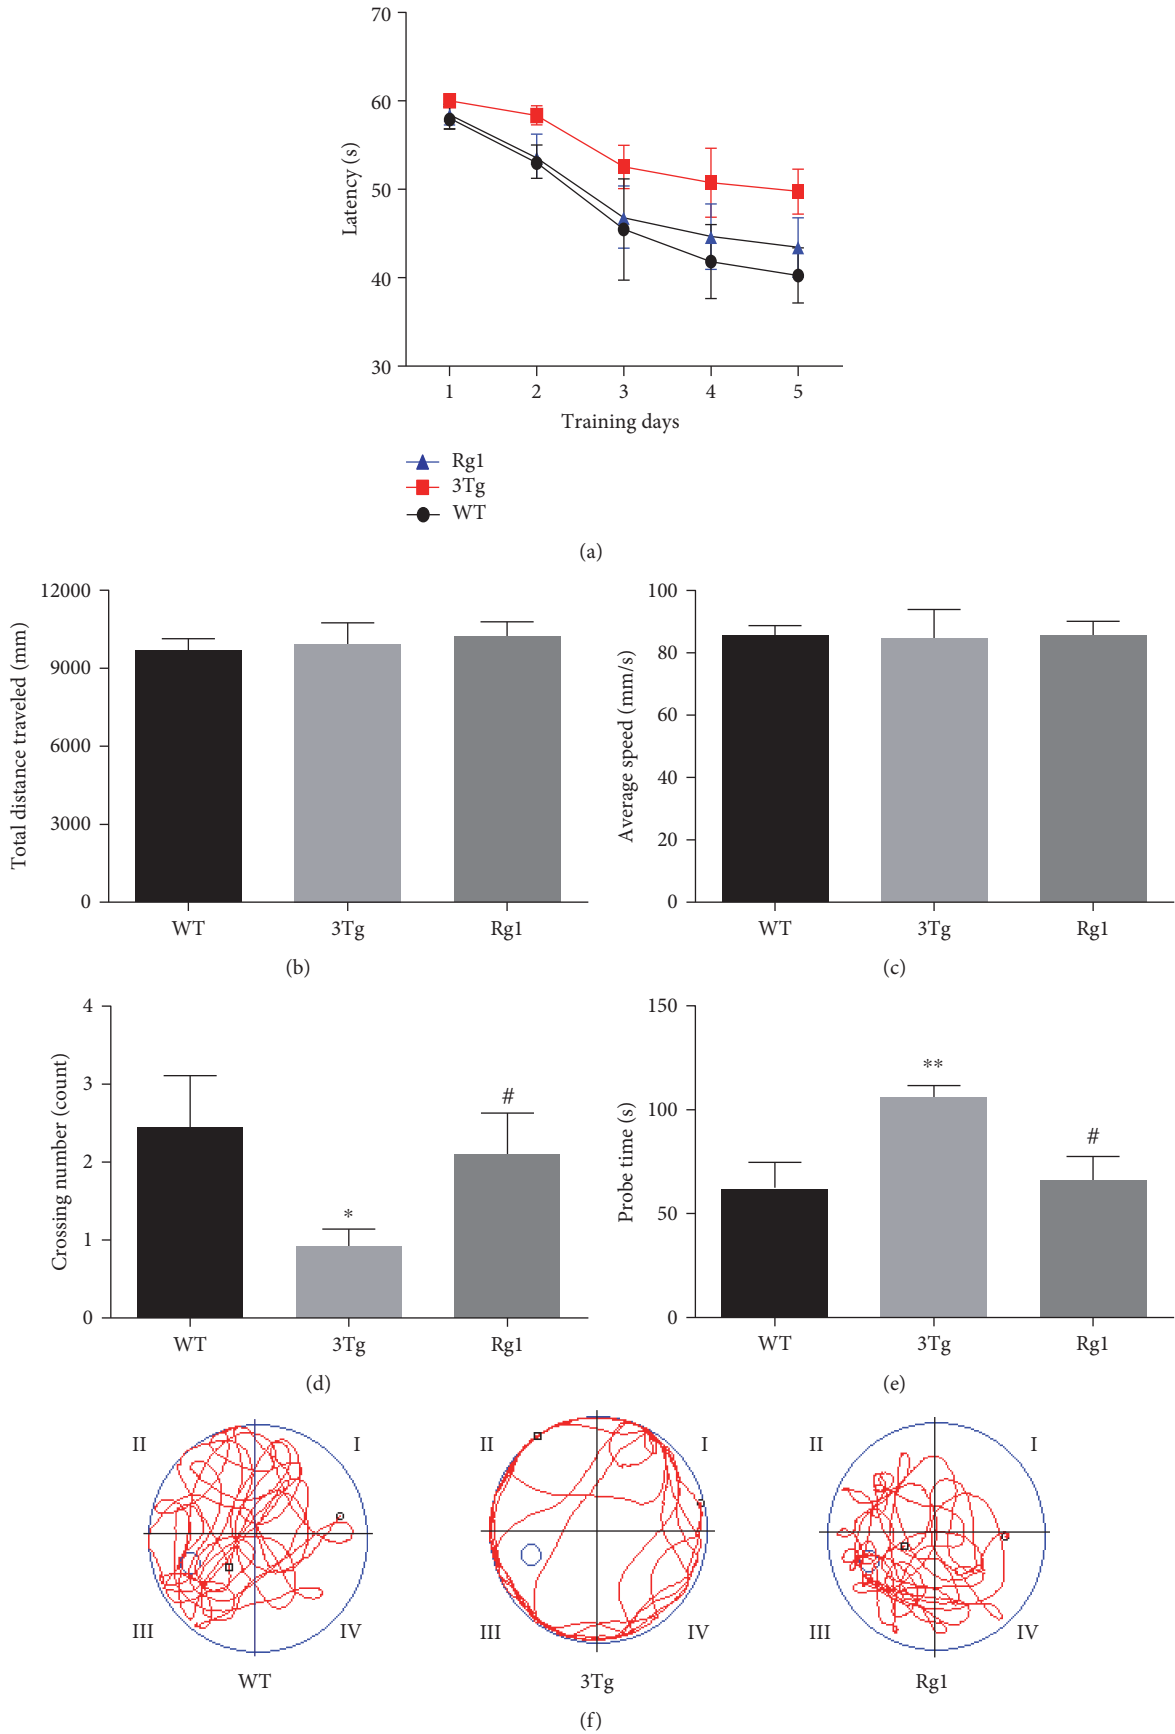 70
60
50
40
30
Latency (s)
1 2 3 4 5
Training days
Rg1
3Tg
WT
(a)
12000
9000
6000
3000
0
Total distance traveled (mm)
WT 3Tg Rg1
(b)
100
80
60
40
20
0
Average speed (mm/s)
WT 3Tg Rg1
(c)
4
3
2
1
0
Crossing number (count)
*
#
WT 3Tg Rg1
(d)
150
100
50
0
Probe time (s)
**
#
WT 3Tg Rg1
(e)
II I
III IV
WT
II I
III IV
3Tg
II I
III IV
Rg1
(f)